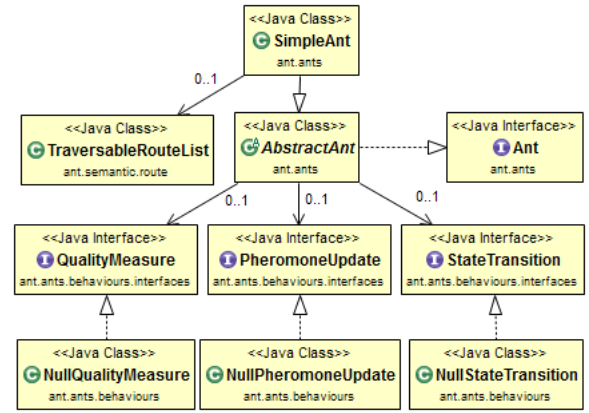 <<Java Class>>
C SimpleAnt
ant.ants
0..1
<<Java Class>>
C TraversableRouteList
ant.semantic.route
<<Java Class>>
C A AbstractAnt
ant.ants
<<Java Interface>>
I Ant
ant.ants
0..1
0..1
0..1
<<Java Interface>>
I QualityMeasure
ant.ants.behaviours.interfaces
<<Java Interface>>
I PheromoneUpdate
ant.ants.behaviours.interfaces
<<Java Interface>>
I StateTransition
ant.ants.behaviours.interfaces
<<Java Class>>
C NullQualityMeasure
ant.ants.behaviours
<<Java Class>>
C NullPheromoneUpdate
ant.ants.behaviours
<<Java Class>>
C NullStateTransition
ant.ants.behaviours